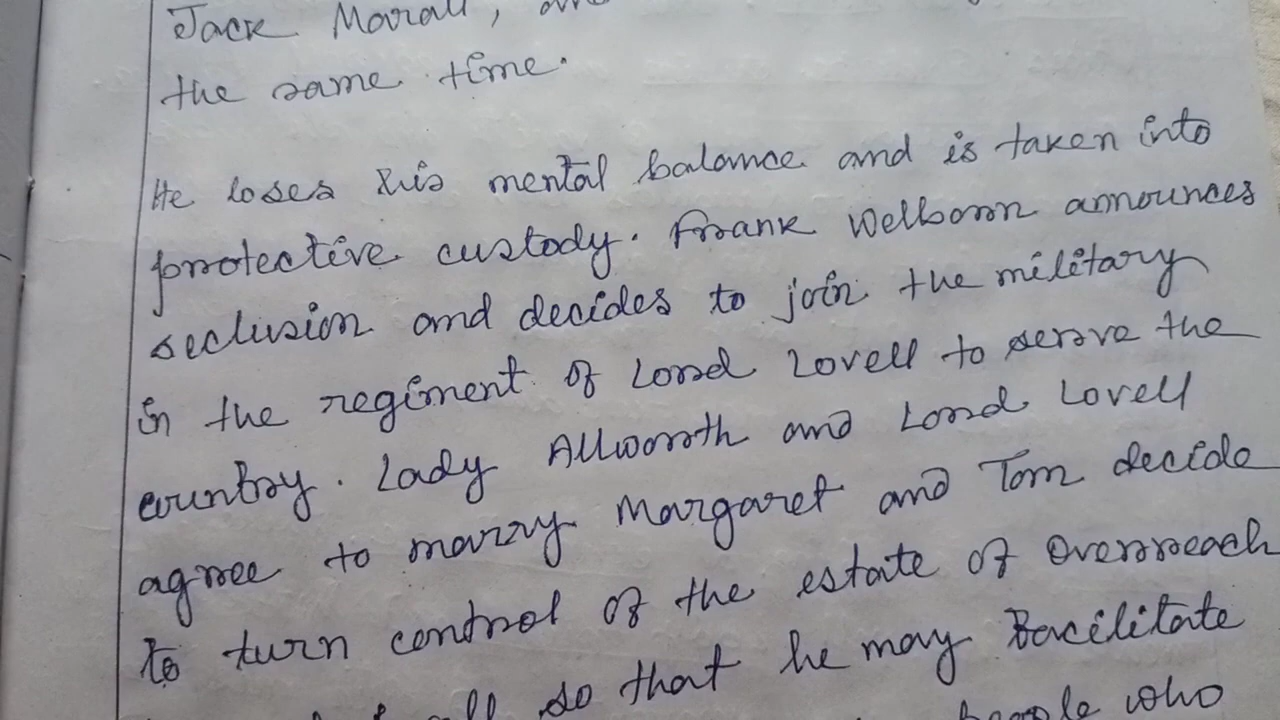 Jack Marall,
the same time.
He loses his mental balance and is taken into
protective custody. Frank Welborn announces
seclusion and decides to join the military
in the regiment of Lord Lovell to serve the
country. Lady Allworth and Lord Lovell
agree to marry Margaret and Tom decide
to turn control of the estate of Overreach
so that he may Facilitate
people who